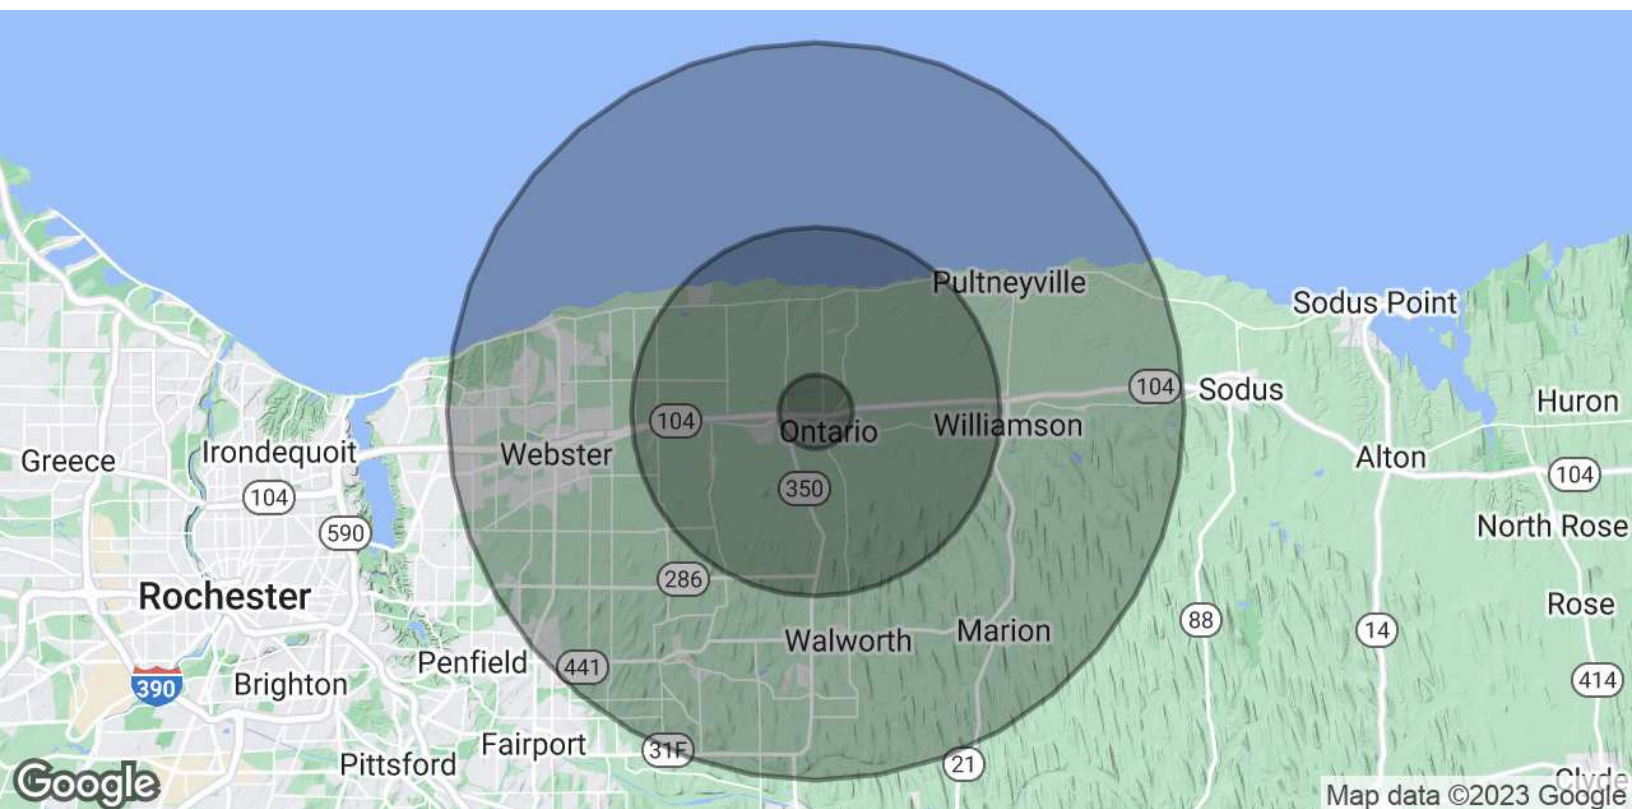 Pultneyville
Sodus Point
104
Sodus
Huron
104
Ontario
Williamson
Greece
Irondequoit
Webster
Alton
104
350
104
590
North Rose
286
Rochester
Rose
88
14
Walworth
Marion
Penfield
441
390
Brighton
414
Fairport
31F
Pittsford
21
Google
Clyde
Map data ©2023 Google